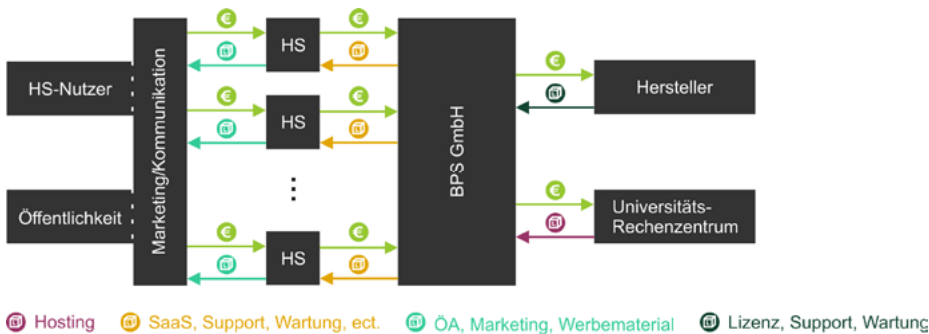 HS-Nutzer
Öffentlichkeit
Marketing/Kommunikation
€
€
HS
€
€
HS
⋮
€
€
HS
BPS GmbH
€
Hersteller
€
Universitäts-
Rechenzentrum
Hosting
SaaS, Support, Wartung, ect.
ÖA, Marketing, Werbematerial
Lizenz, Support, Wartung